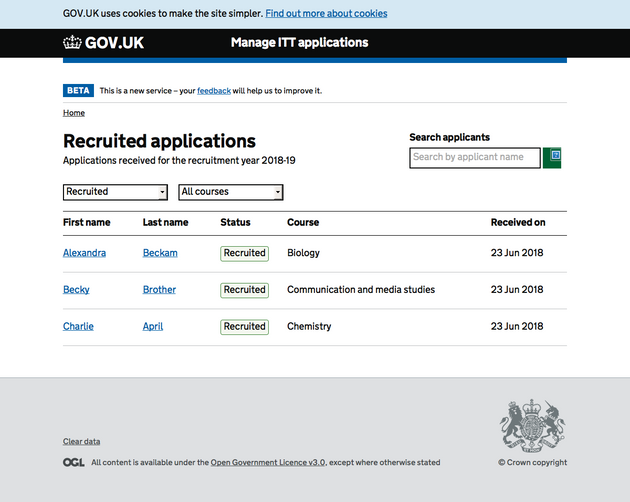 GOV.UK uses cookies to make the site simpler. Find out more about cookies
GOV.UK Manage ITT applications
BETA This is a new service – your feedback will help us to improve it.
Home
Recruited applications
Applications received for the recruitment year 2018-19
Search applicants
Search by applicant name
?
Recruited All courses
First name Last name Status Course Received on
Alexandra Beckam Recruited Biology 23 Jun 2018
Becky Brother Recruited Communication and media studies 23 Jun 2018
Charlie April Recruited Chemistry 23 Jun 2018
Clear data
OGL All content is available under the Open Government Licence v3.0, except where otherwise stated
© Crown copyright